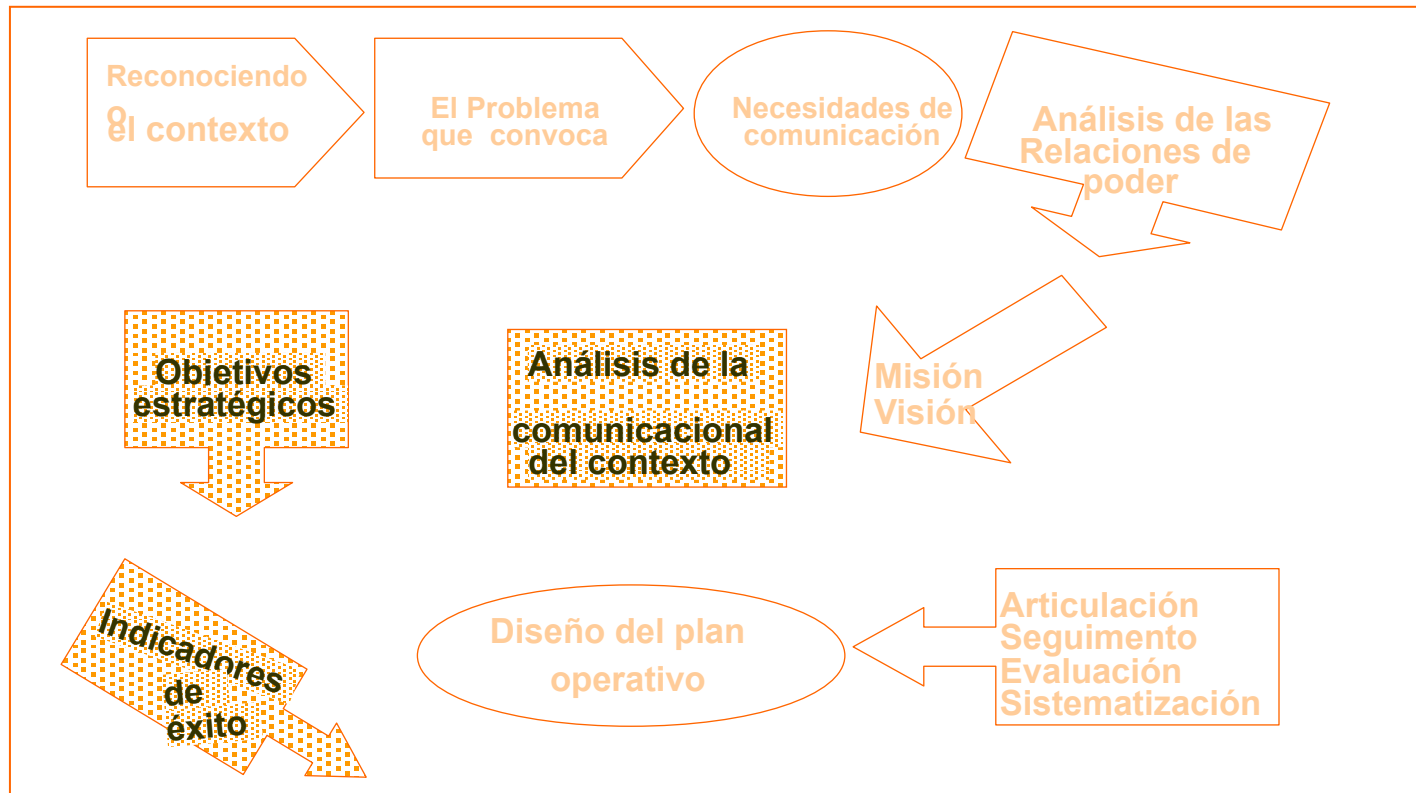 Reconociendo
o
el contexto
El Problema
que convoca
Necesidades de
comunicación
Análisis de las
Relaciones de
poder
Objetivos
estratégicos
Análisis de la
comunicacional
del contexto
Misión
Visión
Indicadores
de
éxito
Diseño del plan
operativo
Articulación
Seguimento
Evaluación
Sistematización